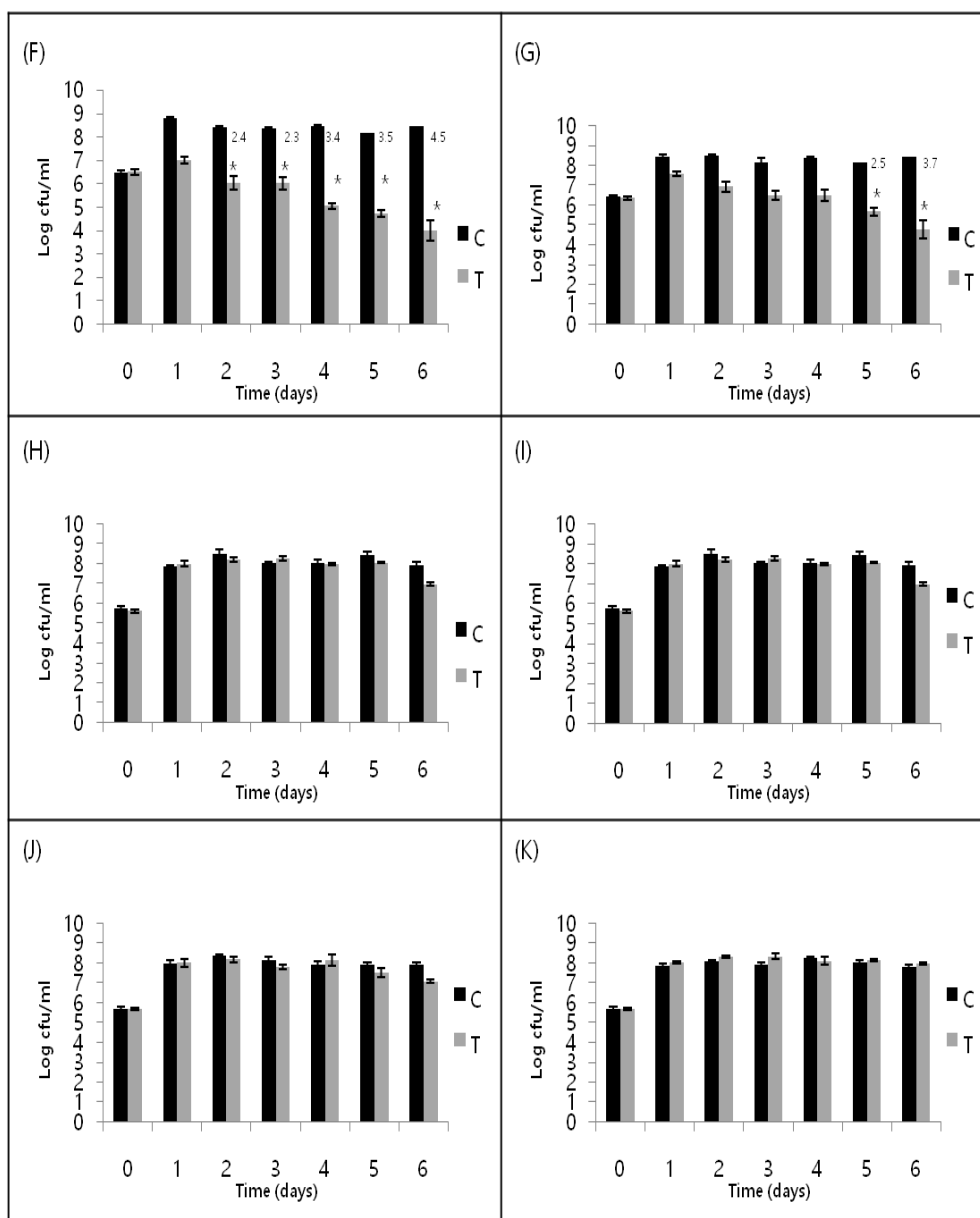 (F)
10
9
8
7
6
5
4
3
2
1
0
Log cfu/ml
2.4
2.3
3.4
3.5
4.5
*
*
*
*
*
C
T
0 1 2 3 4 5 6
Time (days)
(G)
10
9
8
7
6
5
4
3
2
1
0
Log cfu/ml
2.5
3.7
*
*
C
T
0 1 2 3 4 5 6
Time (days)
(H)
10
9
8
7
6
5
4
3
2
1
0
Log cfu/ml
C
T
0 1 2 3 4 5 6
Time (days)
(I)
10
9
8
7
6
5
4
3
2
1
0
Log cfu/ml
C
T
0 1 2 3 4 5 6
Time (days)
(J)
10
9
8
7
6
5
4
3
2
1
0
Log cfu/ml
C
T
0 1 2 3 4 5 6
Time (days)
(K)
10
9
8
7
6
5
4
3
2
1
0
Log cfu/ml
C
T
0 1 2 3 4 5 6
Time (days)